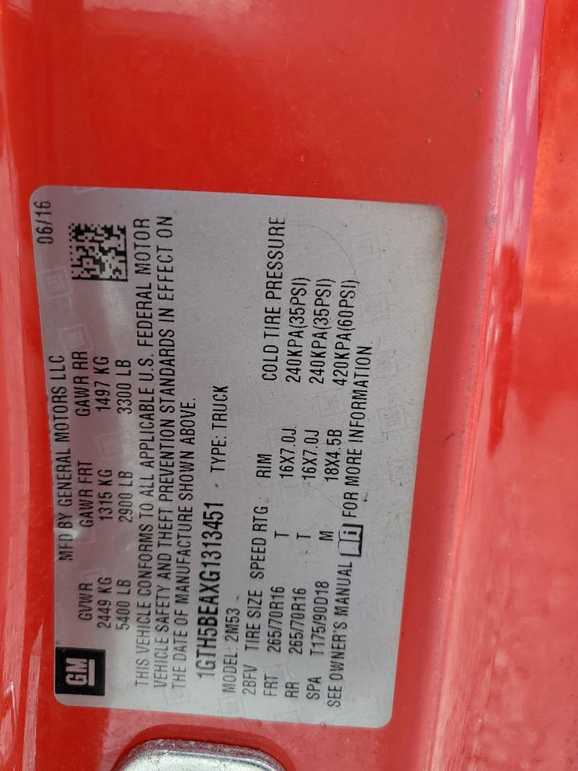 GM
MFD BY GENERAL MOTORS LLC 06/16
GVWR GAWR FRT GAWR RR
2449 KG 1315 KG 1497 KG
5400 LB 2900 LB 3300 LB
THIS VEHICLE CONFORMS TO ALL APPLICABLE U.S. FEDERAL MOTOR
VEHICLE SAFETY AND THEFT PREVENTION STANDARDS IN EFFECT ON
THE DATE OF MANUFACTURE SHOWN ABOVE.
1GTH5BEAXG1313451 TYPE: TRUCK
MODEL: 2M53
2BFV TIRE SIZE SPEED RTG RIM COLD TIRE PRESSURE
FRT 265/70R16 T 16X7.0J 240KPA(35PSI)
RR 265/70R16 T 16X7.0J 240KPA(35PSI)
SPA T175/90D18 M 18X4.5B 420KPA(60PSI)
SEE OWNER'S MANUAL FOR MORE INFORMATION